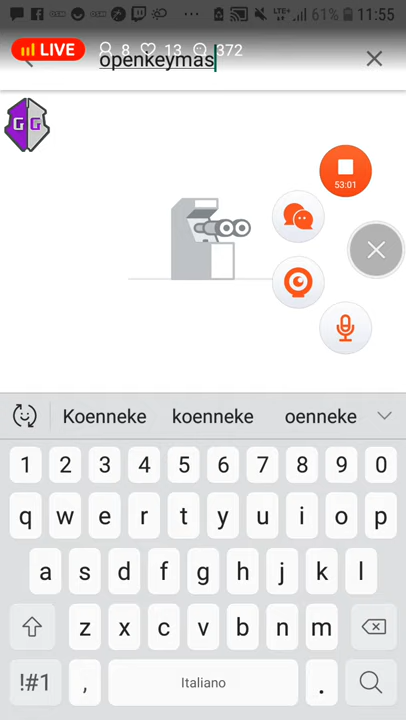 61% 11:55
LIVE 8 13 372
openkeymas
GG
53:01
Koenneke koenneke oenneke
1 2 3 4 5 6 7 8 9 0
q w e r t y u i o p
a s d f g h j k l
z x c v b n m
!#1 , Italiano .